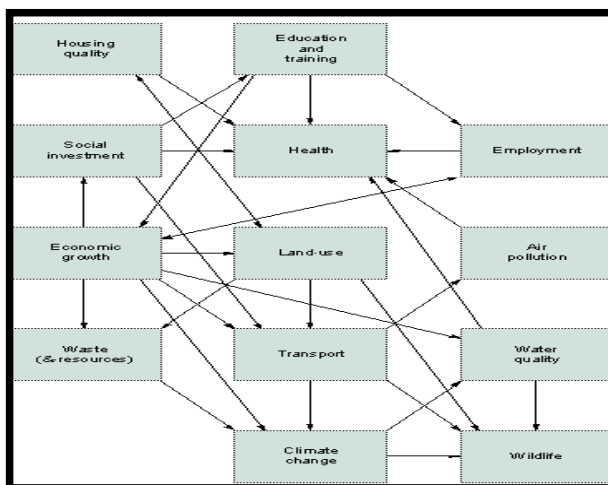 Housing
quality
Education
and
training
Social
investment
Health
Employment
Economic
growth
Land-use
Air
pollution
Waste
(& resources)
Transport
Water
quality
Climate
change
Wildlife